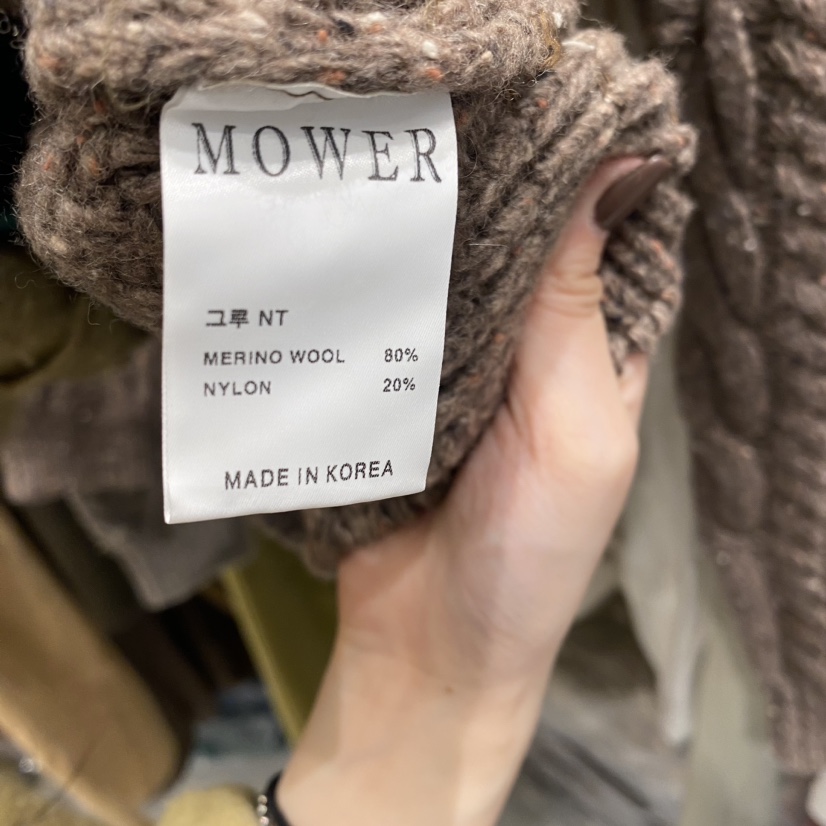 MOWER
그루 NT
MERINO WOOL 80%
NYLON 20%
MADE IN KOREA